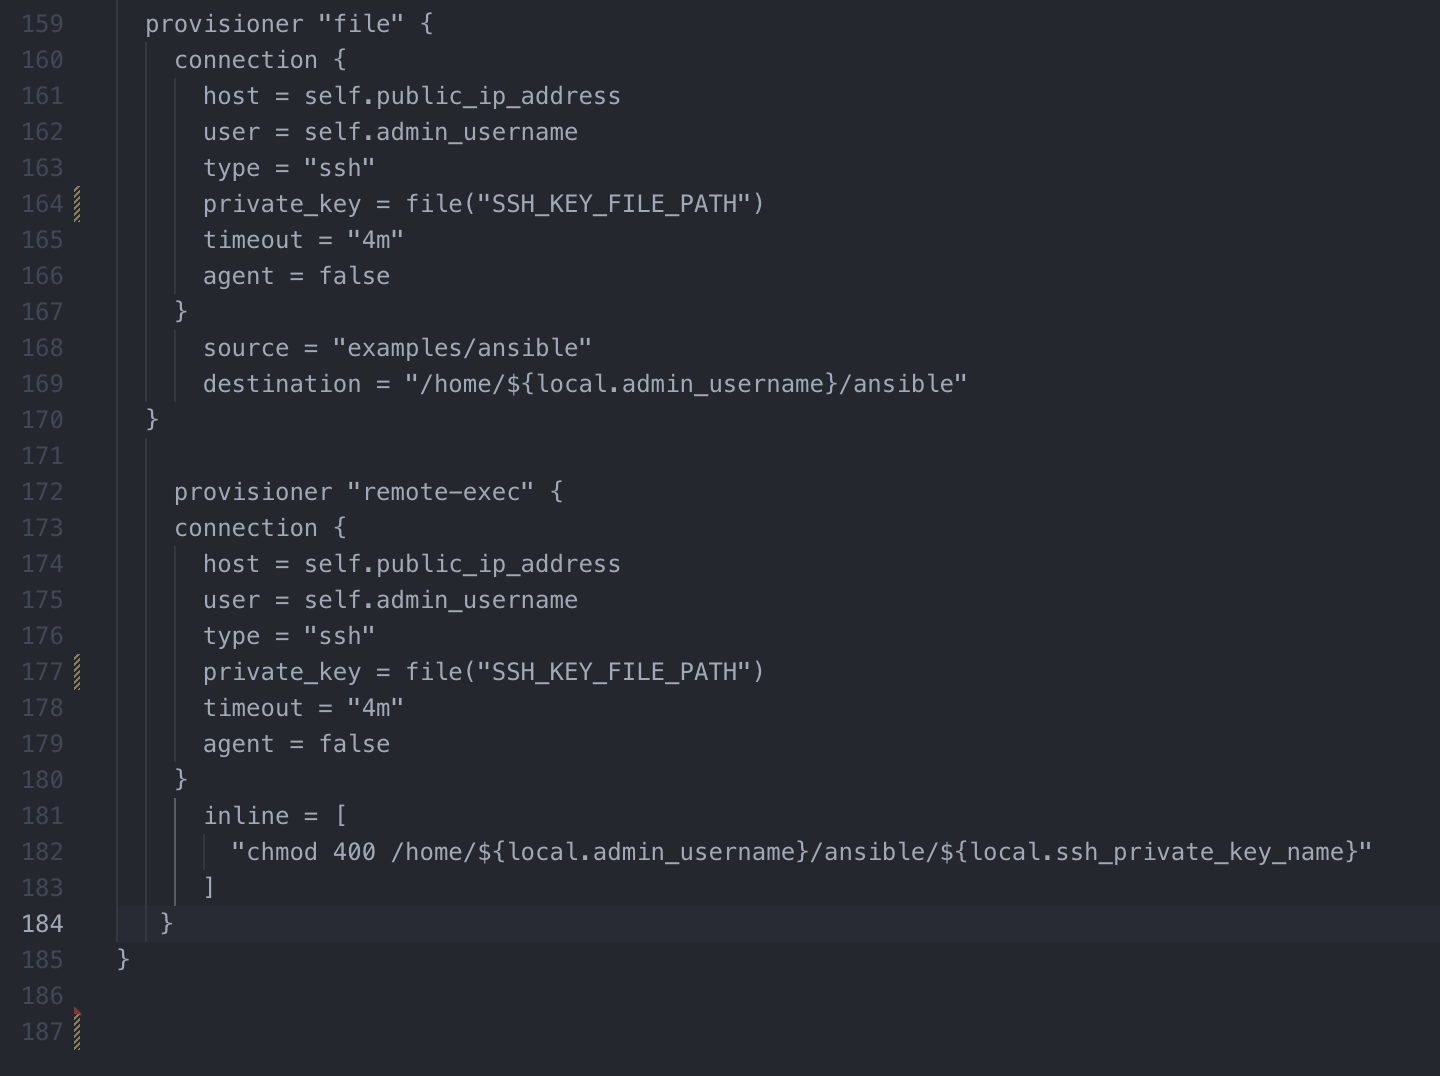 159 provisioner "file" {
160 connection {
161 host = self.public_ip_address
162 user = self.admin_username
163 type = "ssh"
164 private_key = file("SSH_KEY_FILE_PATH")
165 timeout = "4m"
166 agent = false
167 }
168 source = "examples/ansible"
169 destination = "/home/${local.admin_username}/ansible"
170 }
171
172 provisioner "remote-exec" {
173 connection {
174 host = self.public_ip_address
175 user = self.admin_username
176 type = "ssh"
177 private_key = file("SSH_KEY_FILE_PATH")
178 timeout = "4m"
179 agent = false
180 }
181 inline = [
182 "chmod 400 /home/${local.admin_username}/ansible/${local.ssh_private_key_name}"
183 ]
184 }
185 }
186
187